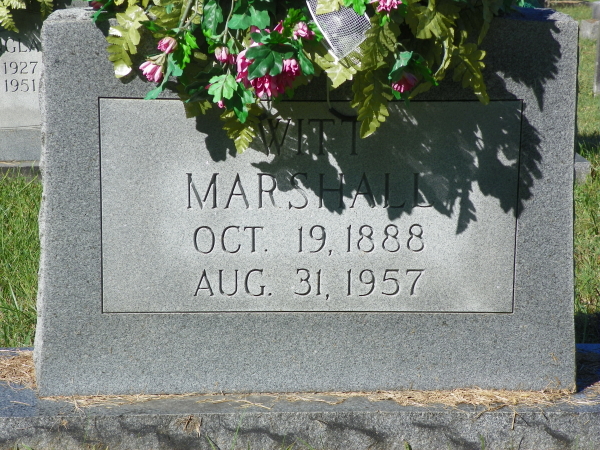 WITT
MARSHALL
OCT. 19, 1888
AUG. 31, 1957
1927
1951